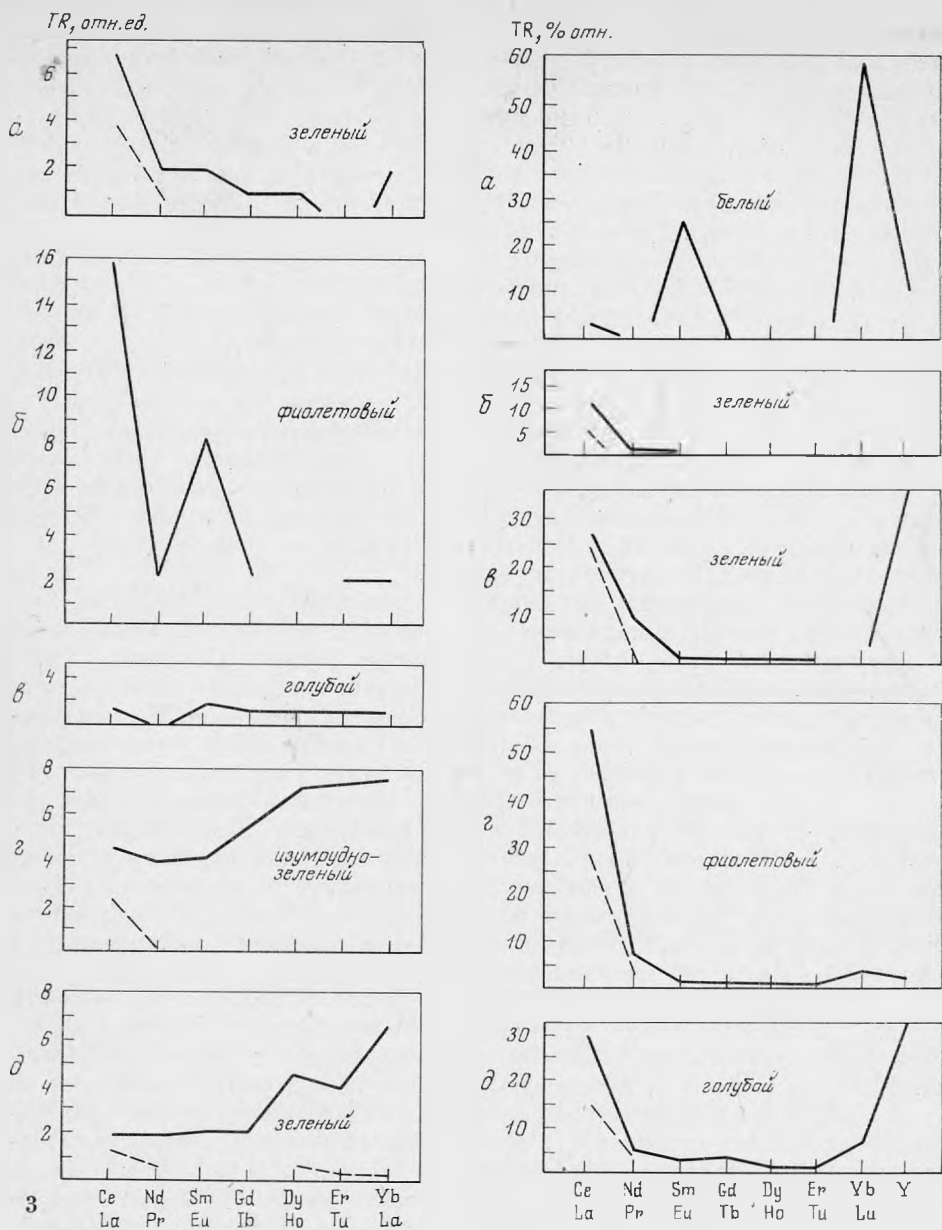 TR, отн.ед.
6
4
2
а
зеленый
16
14
12
10
8
6
4
2
б
фиолетовый
4
в
голубой
8
6
4
2
г
изумрудно-
зеленый
8
6
4
2
д
зеленый
3
Ce Nd Sm Gd Dy Er Yb
La Pr Eu Ib Ho Tu La
TR, % отн.
60
50
40
30
20
10
а
белый
15
10
5
б
зеленый
30
20
10
в
зеленый
60
50
40
30
20
10
г
фиолетовый
30
20
10
д
голубой
Ce Nd Sm Gd Dy Er Yb Y
La Pr Eu Tb Ho Tu Lu